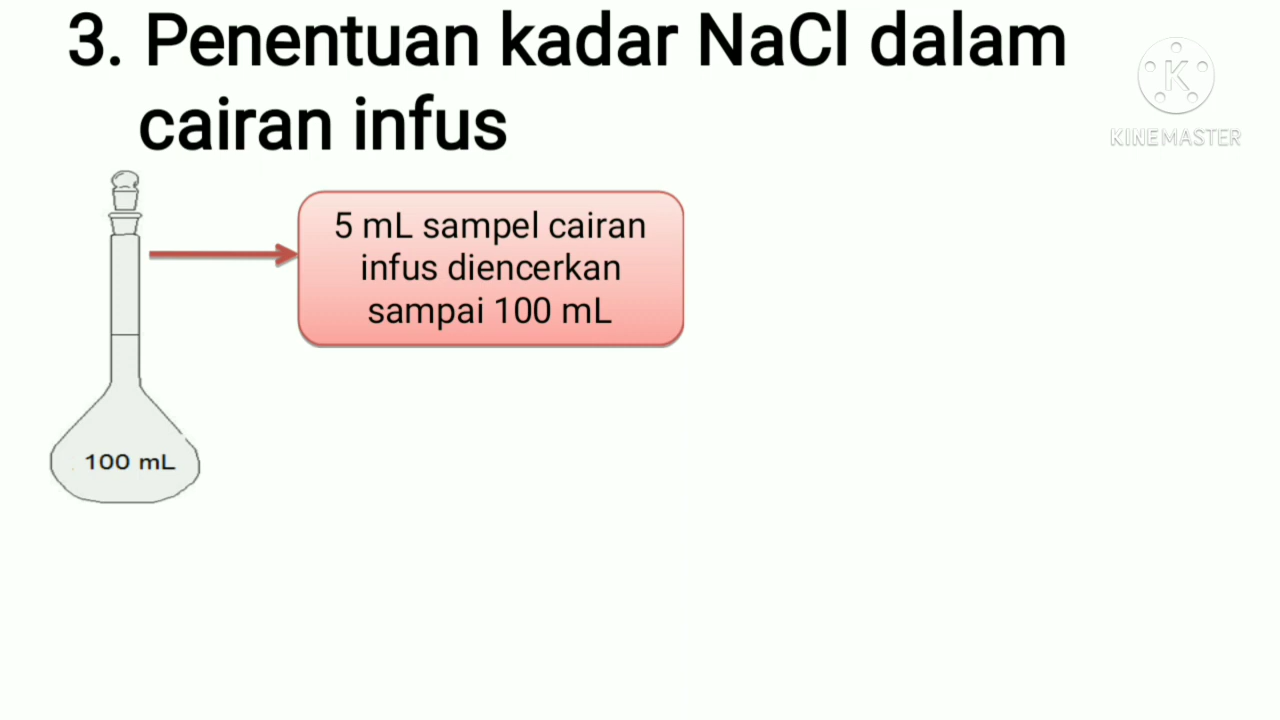 3. Penentuan kadar NaCl dalam
cairan infus
K
KINEMASTER
5 mL sampel cairan
infus diencerkan
sampai 100 mL
100 mL